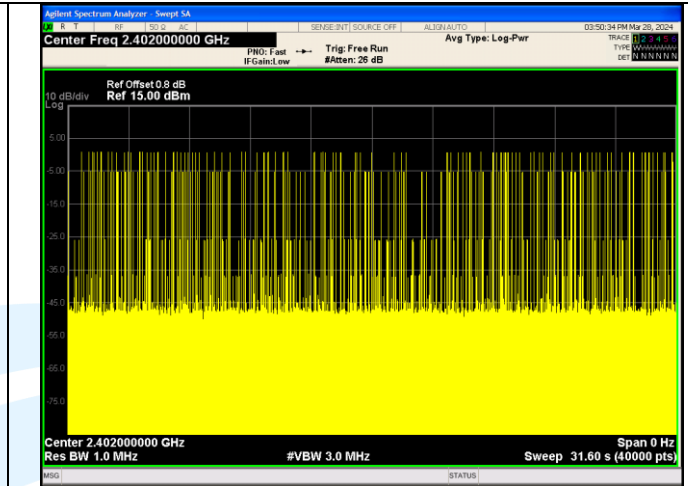 Agilent Spectrum Analyzer - Swept SA
R T RF 50 Ω AC SENSE:INT SOURCE OFF ALIGN AUTO 03:50:34 PM Mar 28, 2024
Center Freq 2.402000000 GHz
PNO: Fast
IFGain:Low
Trig: Free Run
#Atten: 26 dB
Avg Type: Log-Pwr
TRACE 1 2 3 4 5 6
TYPE W
DET N N N N N N
10 dB/div
Log
Ref Offset 0.8 dB
Ref 15.00 dBm
5.00
-5.00
-15.0
-25.0
-35.0
-45.0
-55.0
-65.0
-75.0
Center 2.402000000 GHz Span 0 Hz
Res BW 1.0 MHz #VBW 3.0 MHz Sweep 31.60 s (40000 pts)
MSG STATUS